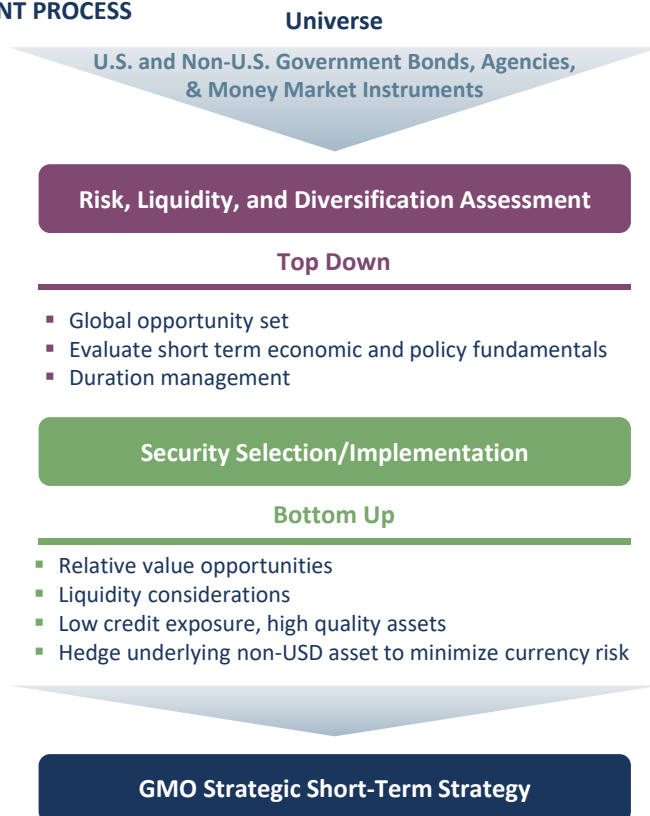 NT PROCESS
Universe
U.S. and Non-U.S. Government Bonds, Agencies,
& Money Market Instruments
Risk, Liquidity, and Diversification Assessment
Top Down
▪ Global opportunity set
▪ Evaluate short term economic and policy fundamentals
▪ Duration management
Security Selection/Implementation
Bottom Up
▪ Relative value opportunities
▪ Liquidity considerations
▪ Low credit exposure, high quality assets
▪ Hedge underlying non-USD asset to minimize currency risk
GMO Strategic Short-Term Strategy